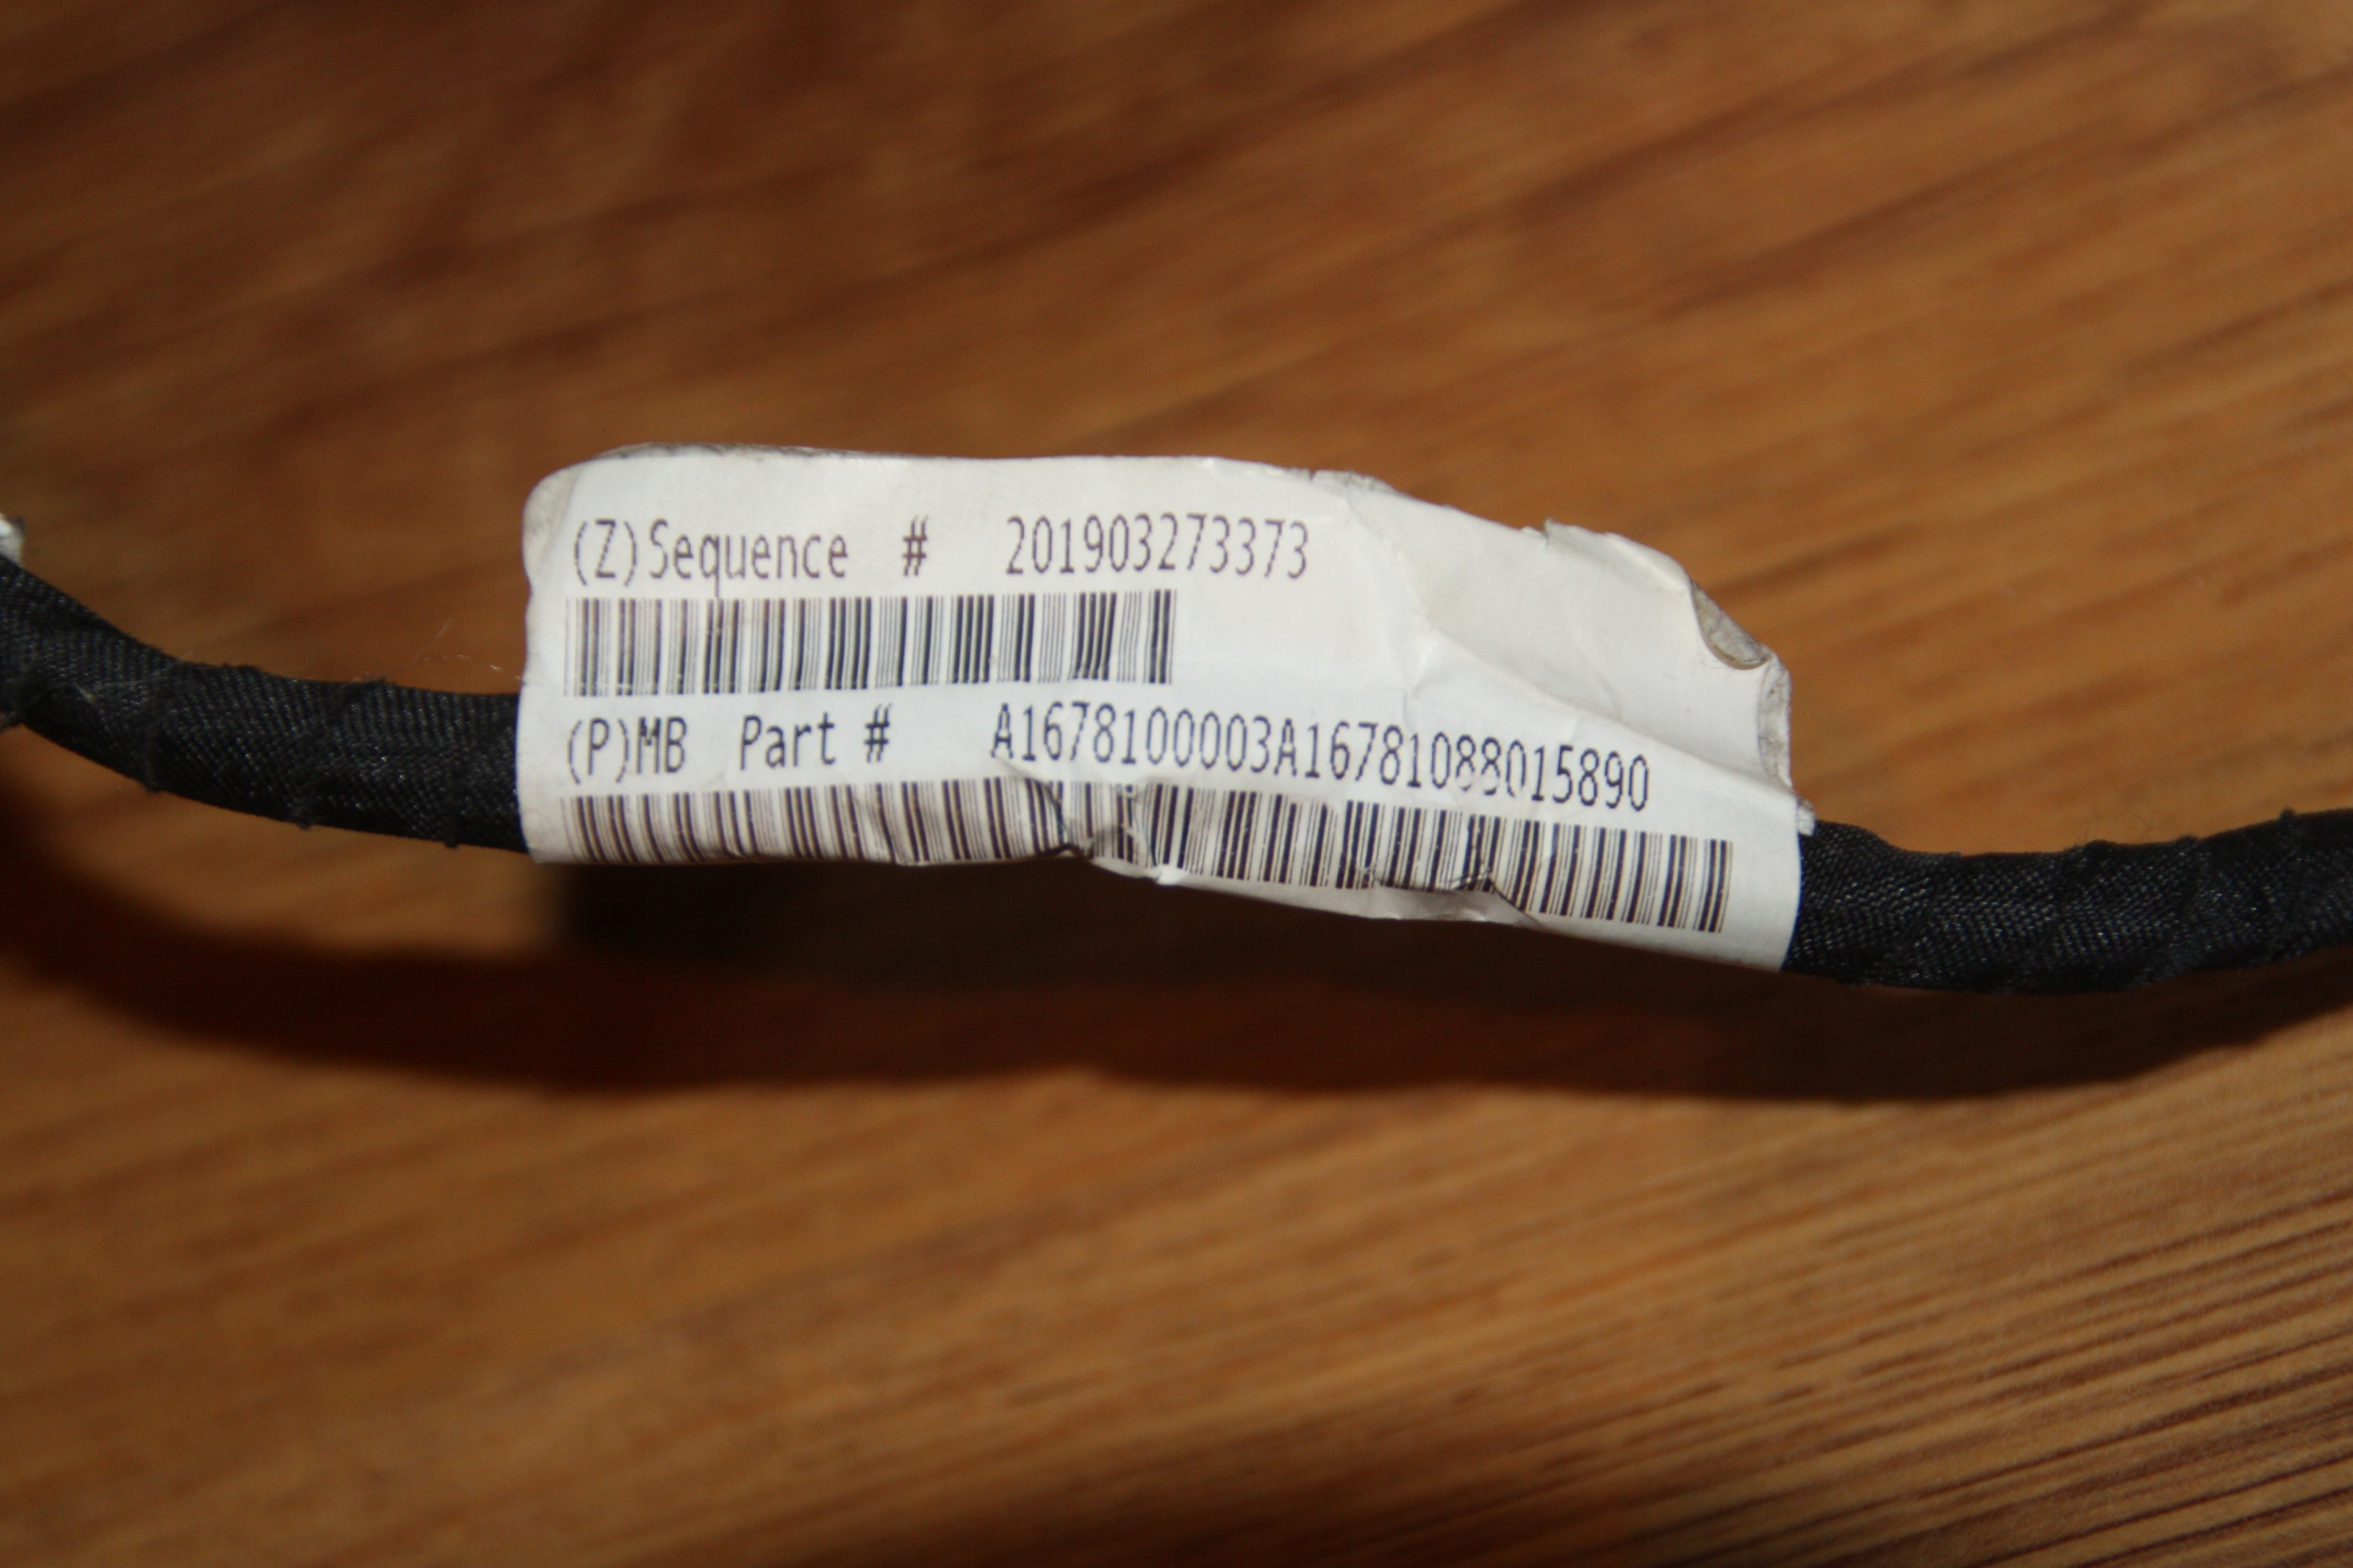 (Z)Sequence # 201903273373
(P)MB Part # A1678100003A16781088015890